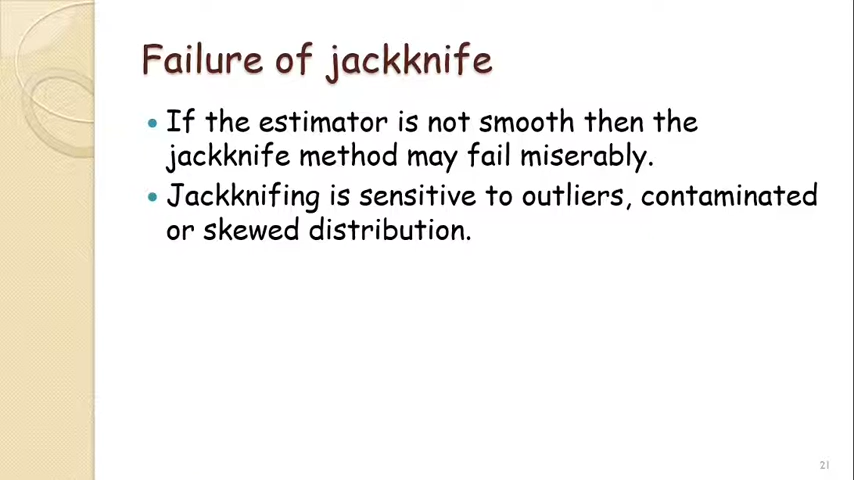 Failure of jackknife
• If the estimator is not smooth then the
jackknife method may fail miserably.
• Jackknifing is sensitive to outliers, contaminated
or skewed distribution.
21